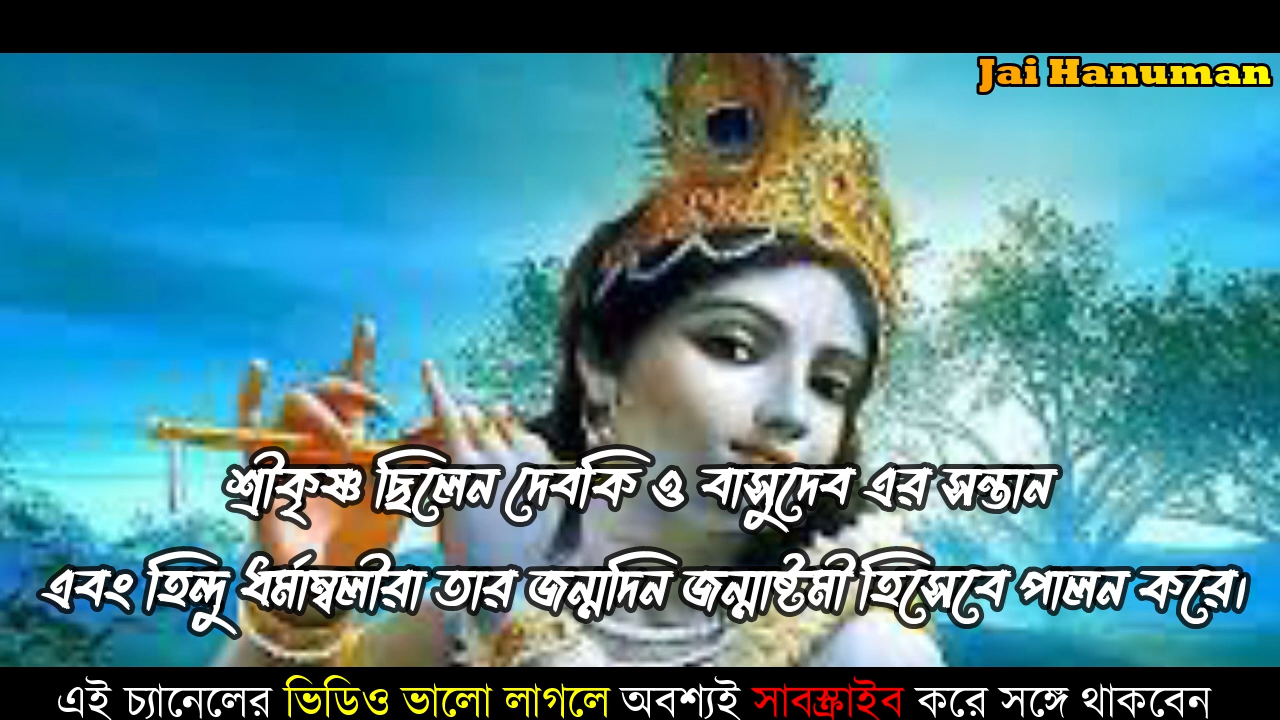 Jai Hanuman
শ্রীকৃষ্ণ ছিলেন দেবকি ও বাসুদেব এর সন্তান
এবং হিন্দু ধর্মাম্বলীরা তার জন্মদিন জন্মাষ্টমী হিসেবে পালন করে।
এই চ্যানেলের ভিডিও ভালো লাগলে অবশ্যই সাবস্ক্রাইব করে সঙ্গে থাকবেন